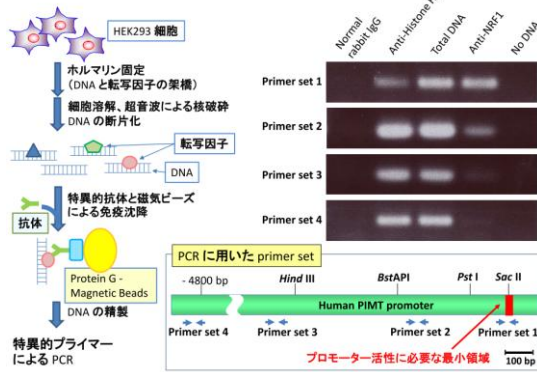 HEK293 細胞
ホルマリン固定
（DNA と転写因子の架橋）
細胞溶解、超音波による核破砕
DNA の断片化
転写因子
DNA
特異的抗体と磁気ビーズ
による免疫沈降
抗体
Protein G -
Magnetic Beads
DNA の精製
特異的プライマー
による PCR
Normal
rabbit IgG
Anti-Histone
Total DNA
Anti-NRF1
No DNA
Primer set 1
Primer set 2
Primer set 3
Primer set 4
PCR に用いた primer set
- 4800 bp
Hind III
BstAPI
Pst I
Sac II
Human PIMT promoter
Primer set 4
Primer set 3
Primer set 2
Primer set 1
プロモーター活性に必要な最小領域
100 bp